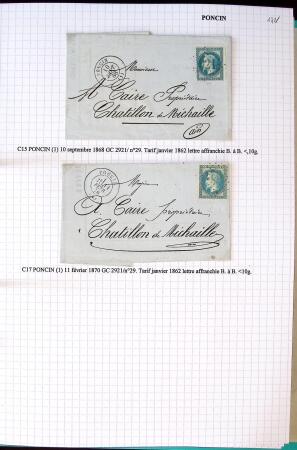 PONCIN
Monsieur
A Caire Propriétaire
Chatillon de Michaille
ain
C15 PONCIN (1) 10 septembre 1868 GC 2921/ n°29. Tarif janvier 1862 lettre affranchie B. à B. <,10g.
A. Caire propriétaire
Chatillon de Michaille
C17 PONCIN (1) 11 février 1870 GC 2921/n°29. Tarif janvier 1862 lettre affranchie B. à B. <10g.